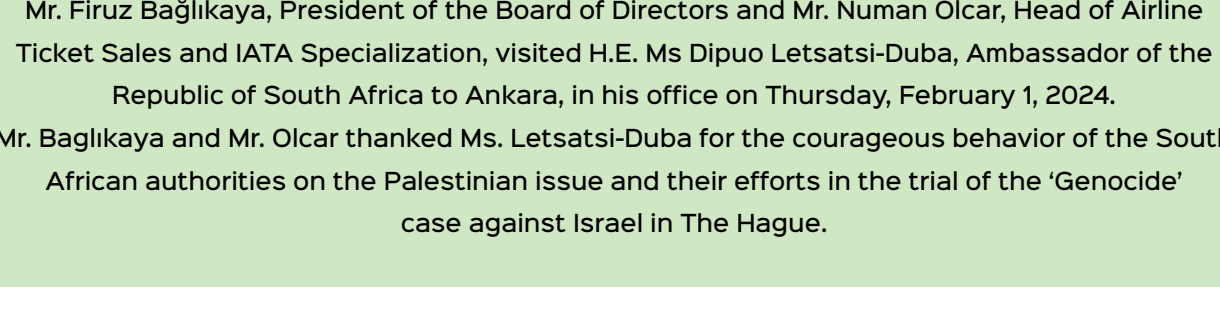 Mr. Firuz Bağlıkaya, President of the Board of Directors and Mr. Numan Olcar, Head of Airline
Ticket Sales and IATA Specialization, visited H.E. Ms Dipuo Letsatsi-Duba, Ambassador of the
Republic of South Africa to Ankara, in his office on Thursday, February 1, 2024.
Mr. Baglıkaya and Mr. Olcar thanked Ms. Letsatsi-Duba for the courageous behavior of the South
African authorities on the Palestinian issue and their efforts in the trial of the ‘Genocide’
case against Israel in The Hague.